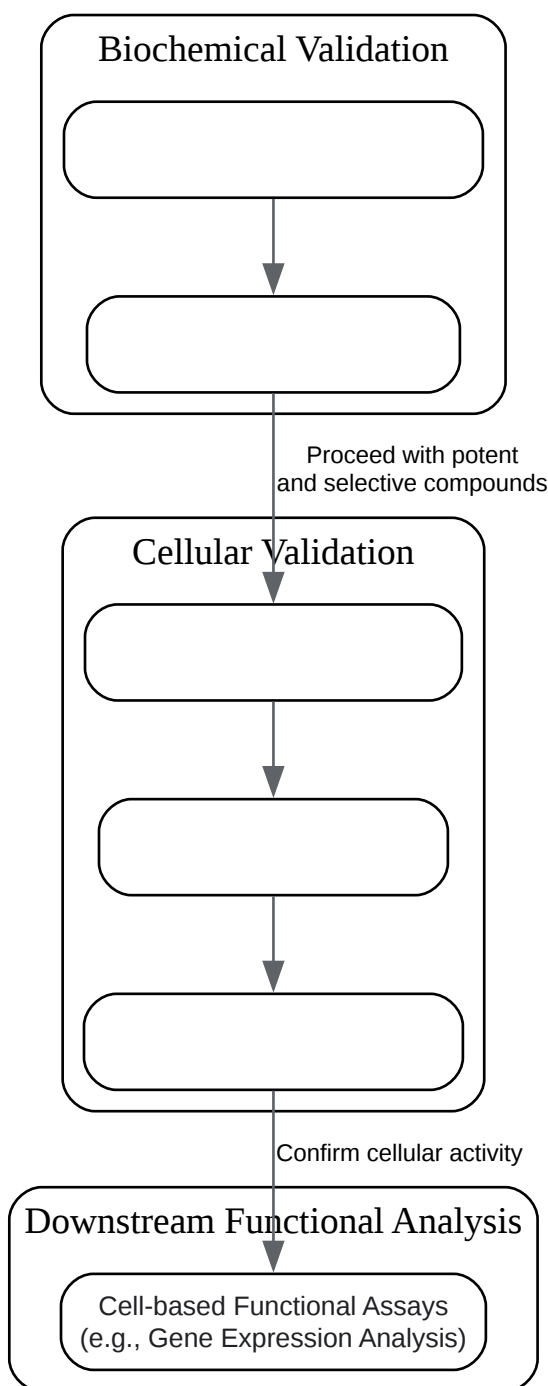 Biochemical Validation
Proceed with potent
and selective compounds
Cellular Validation
Confirm cellular activity
Downstream Functional Analysis
Cell-based Functional Assays
(e.g., Gene Expression Analysis)